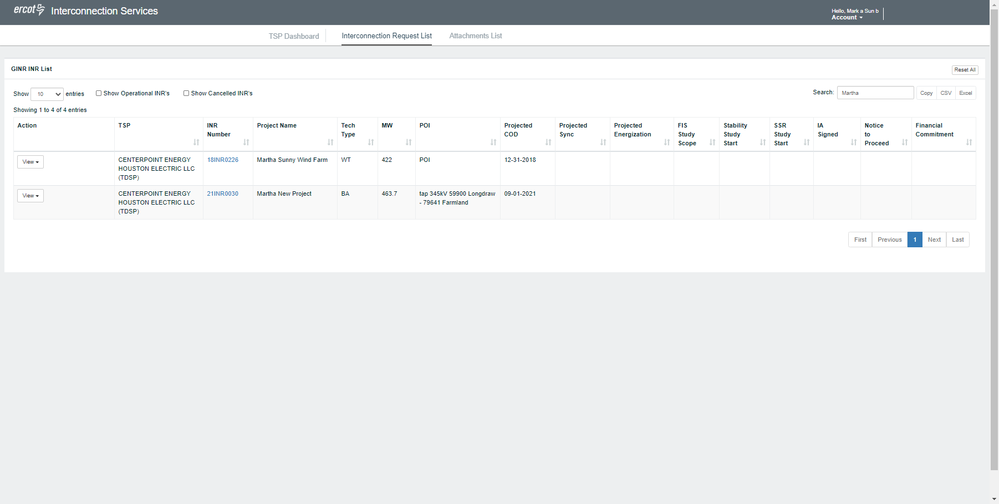 ercot Interconnection Services
Hello, Mark a Sun b
Account
TSP Dashboard Interconnection Request List Attachments List
GINR INR List
Reset All
Show 10 entries Show Operational INR's Show Cancelled INR's Search: Martha Copy CSV Excel
Showing 1 to 4 of 4 entries
Action TSP INR Number Project Name Tech Type MW POI Projected COD Projected Sync Projected Energization FIS Study Scope Stability Study Start SSR Study Start IA Signed Notice to Proceed Financial Commitment
View CENTERPOINT ENERGY 18INR0226 Martha Sunny Wind Farm WT 422 POI 12-31-2018
HOUSTON ELECTRIC LLC
(TDSP)
View CENTERPOINT ENERGY 21INR0030 Martha New Project BA 463.7 tap 345kV 59900 Longdraw 09-01-2021
HOUSTON ELECTRIC LLC - 79641 Farmland
(TDSP)
First Previous 1 Next Last